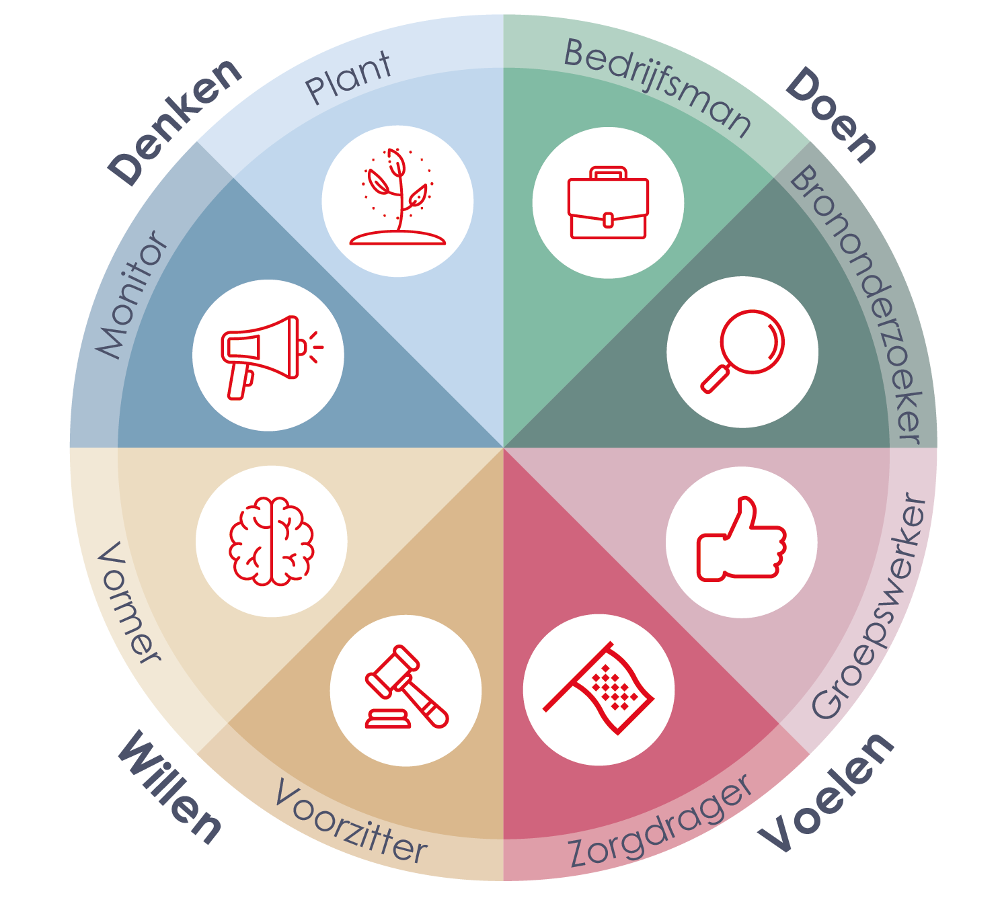 Denken
Plant
Bedrijfsman
Doen
Monitor
Brononderzoeker
Vormer
Groepswerker
Willen
Voorzitter
Zorgdrager
Voelen